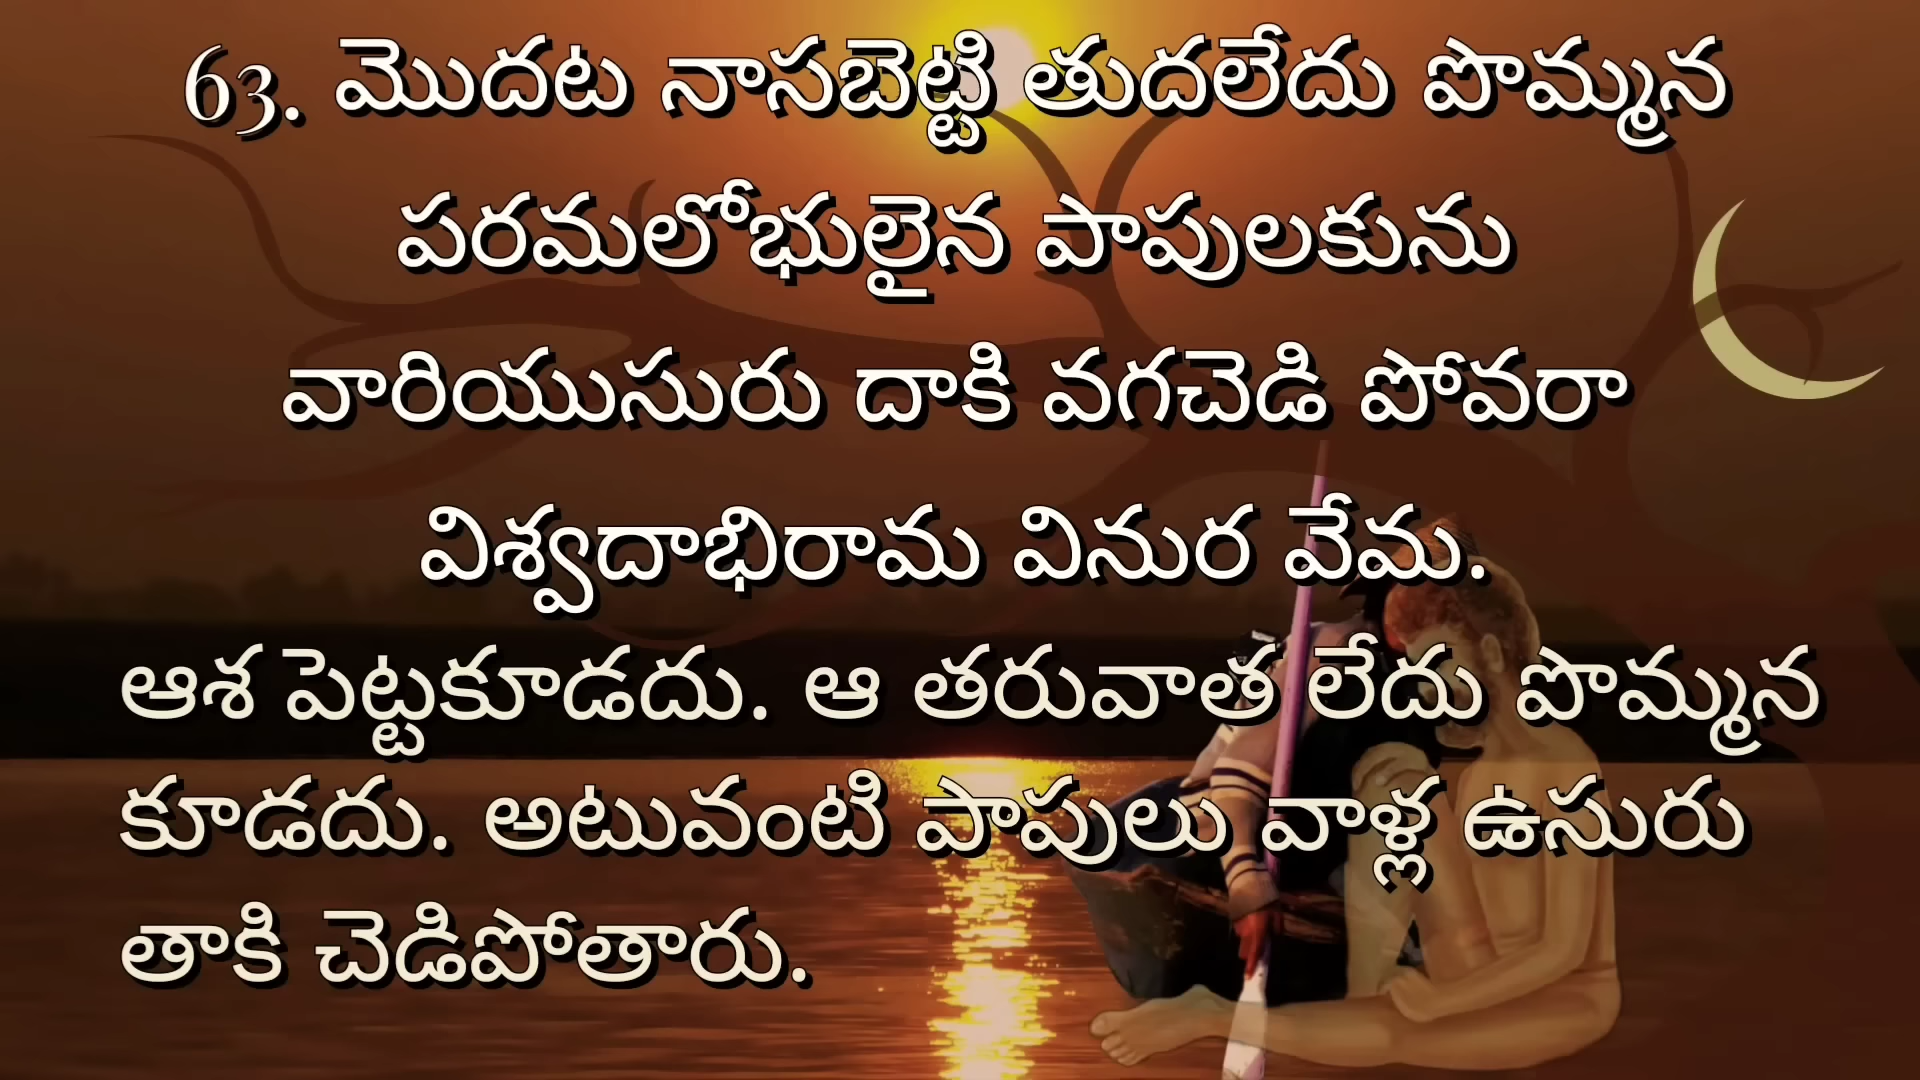 63. మొదట నాసబెట్టి తుదలేదు పొమ్మన
పరమలోభులైన పాపులకును
వారియుసురు దాకి వగచెడి పోవరా
విశ్వదాభిరామ వినుర వేమ.
ఆశ పెట్టకూడదు. ఆ తరువాత లేదు పొమ్మన
కూడదు. అటువంటి పాపులు వాళ్ల ఉసురు
తాకి చెడిపోతారు.